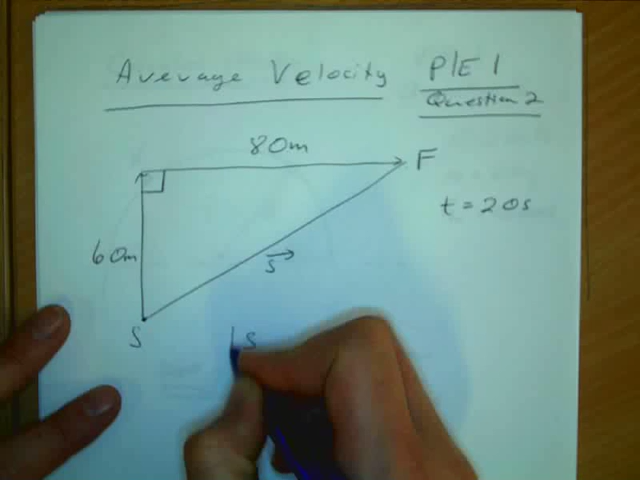 Average Velocity P/E 1
Question 2
80m
F
t = 20s
60m
s
S
|s